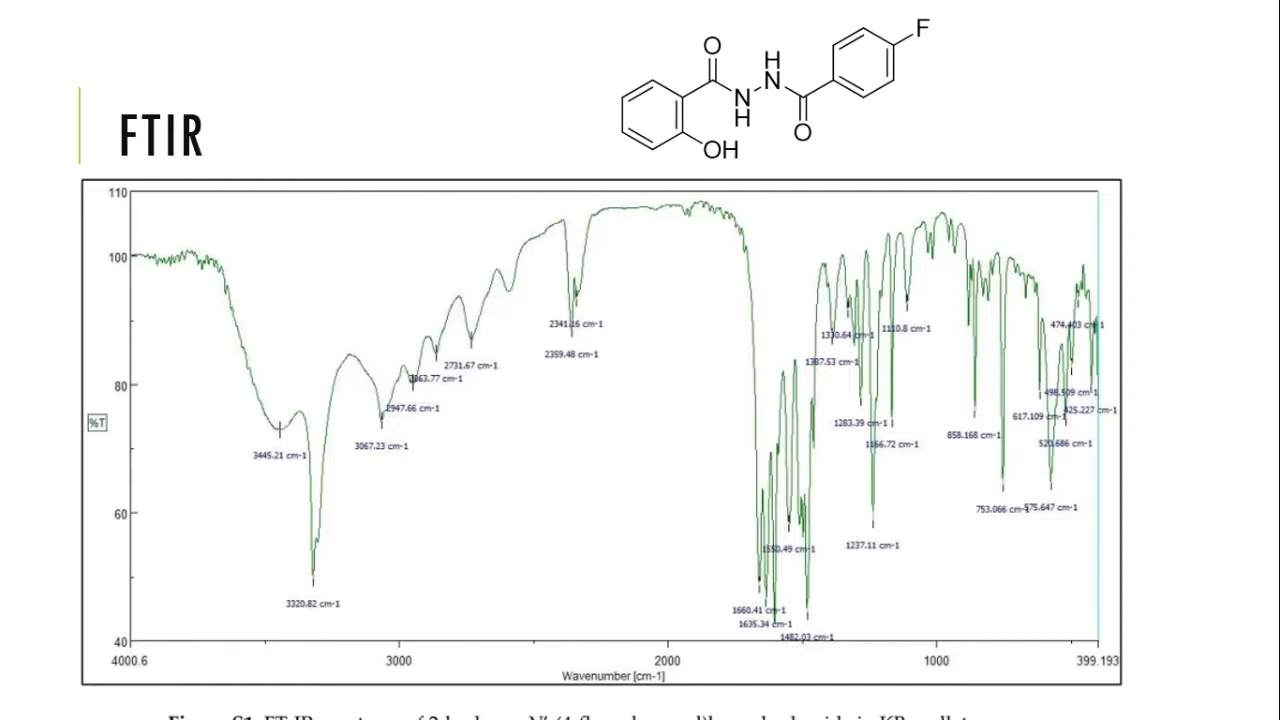 F
O
H
N
N
H
O
OH
FTIR
110
100
80
60
40
%T
3445.21 cm-1
3320.82 cm-1
3067.23 cm-1
2947.66 cm-1
2863.77 cm-1
2731.67 cm-1
2341.16 cm-1
2359.48 cm-1
1660.41 cm-1
1635.34 cm-1
1482.03 cm-1
1550.49 cm-1
1387.53 cm-1
1330.64 cm-1
1283.39 cm-1
1237.11 cm-1
1166.72 cm-1
1110.8 cm-1
858.168 cm-1
753.066 cm-1
575.647 cm-1
617.109 cm-1
520.686 cm-1
498.509 cm-1
474.403 cm-1
425.227 cm-1
4000.6
3000
2000
1000
399.193
Wavenumber [cm-1]